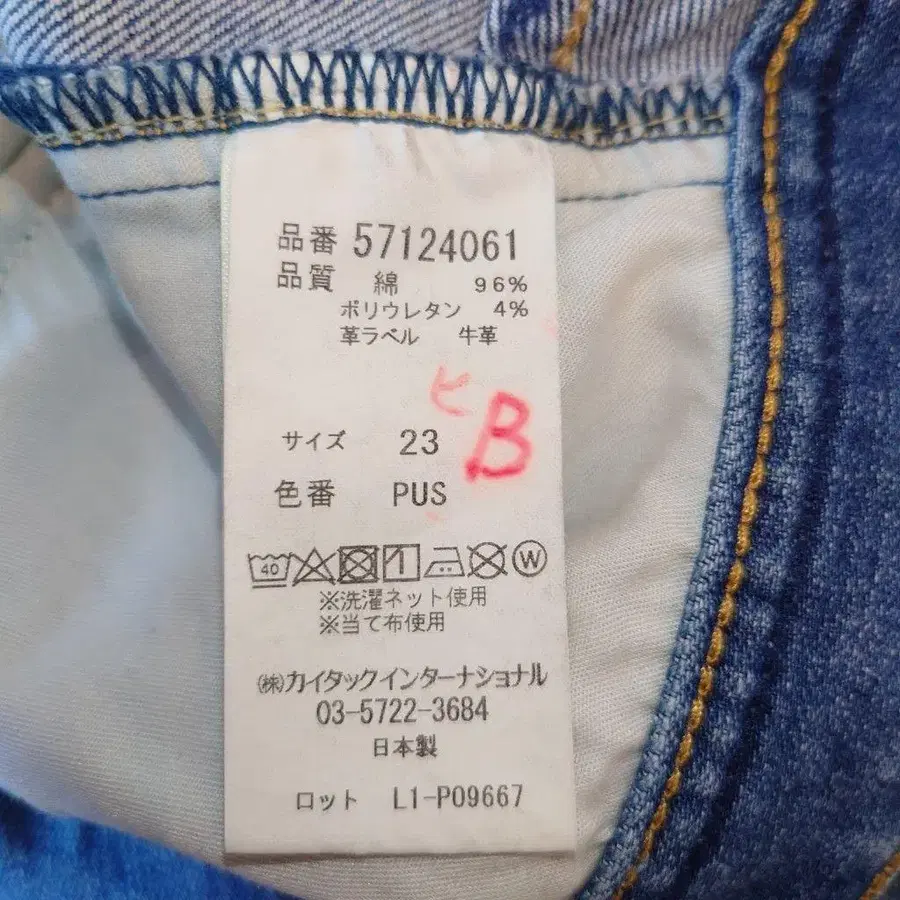 品番 57124061
品質 綿 96%
ポリウレタン 4%
革ラベル 牛革
ヒ B
サイズ 23
色番 PUS
40 W
※洗濯ネット使用
※当て布使用
㈱カイタックインターナショナル
03-5722-3684
日本製
ロット L1-P09667